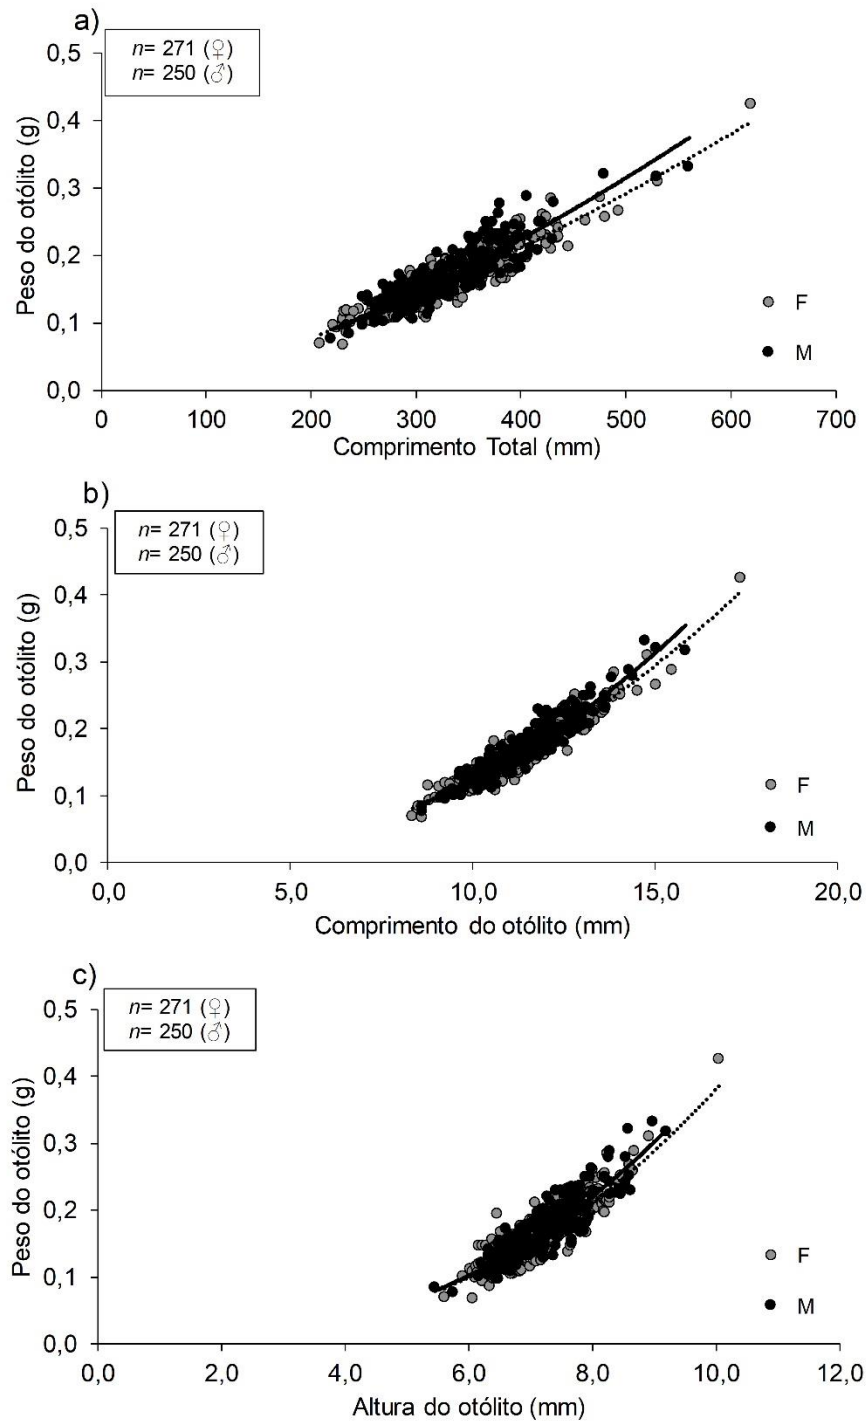 a)
n= 271 (♀)
n= 250 (♂)
0,5
0,4
0,3
0,2
0,1
0,0
Peso do otólito (g)
F
M
0 100 200 300 400 500 600 700
Comprimento Total (mm)
b)
n= 271 (♀)
n= 250 (♂)
0,5
0,4
0,3
0,2
0,1
0,0
Peso do otólito (g)
F
M
0,0 5,0 10,0 15,0 20,0
Comprimento do otólito (mm)
c)
n= 271 (♀)
n= 250 (♂)
0,5
0,4
0,3
0,2
0,1
0,0
Peso do otólito (g)
F
M
0,0 2,0 4,0 6,0 8,0 10,0 12,0
Altura do otólito (mm)